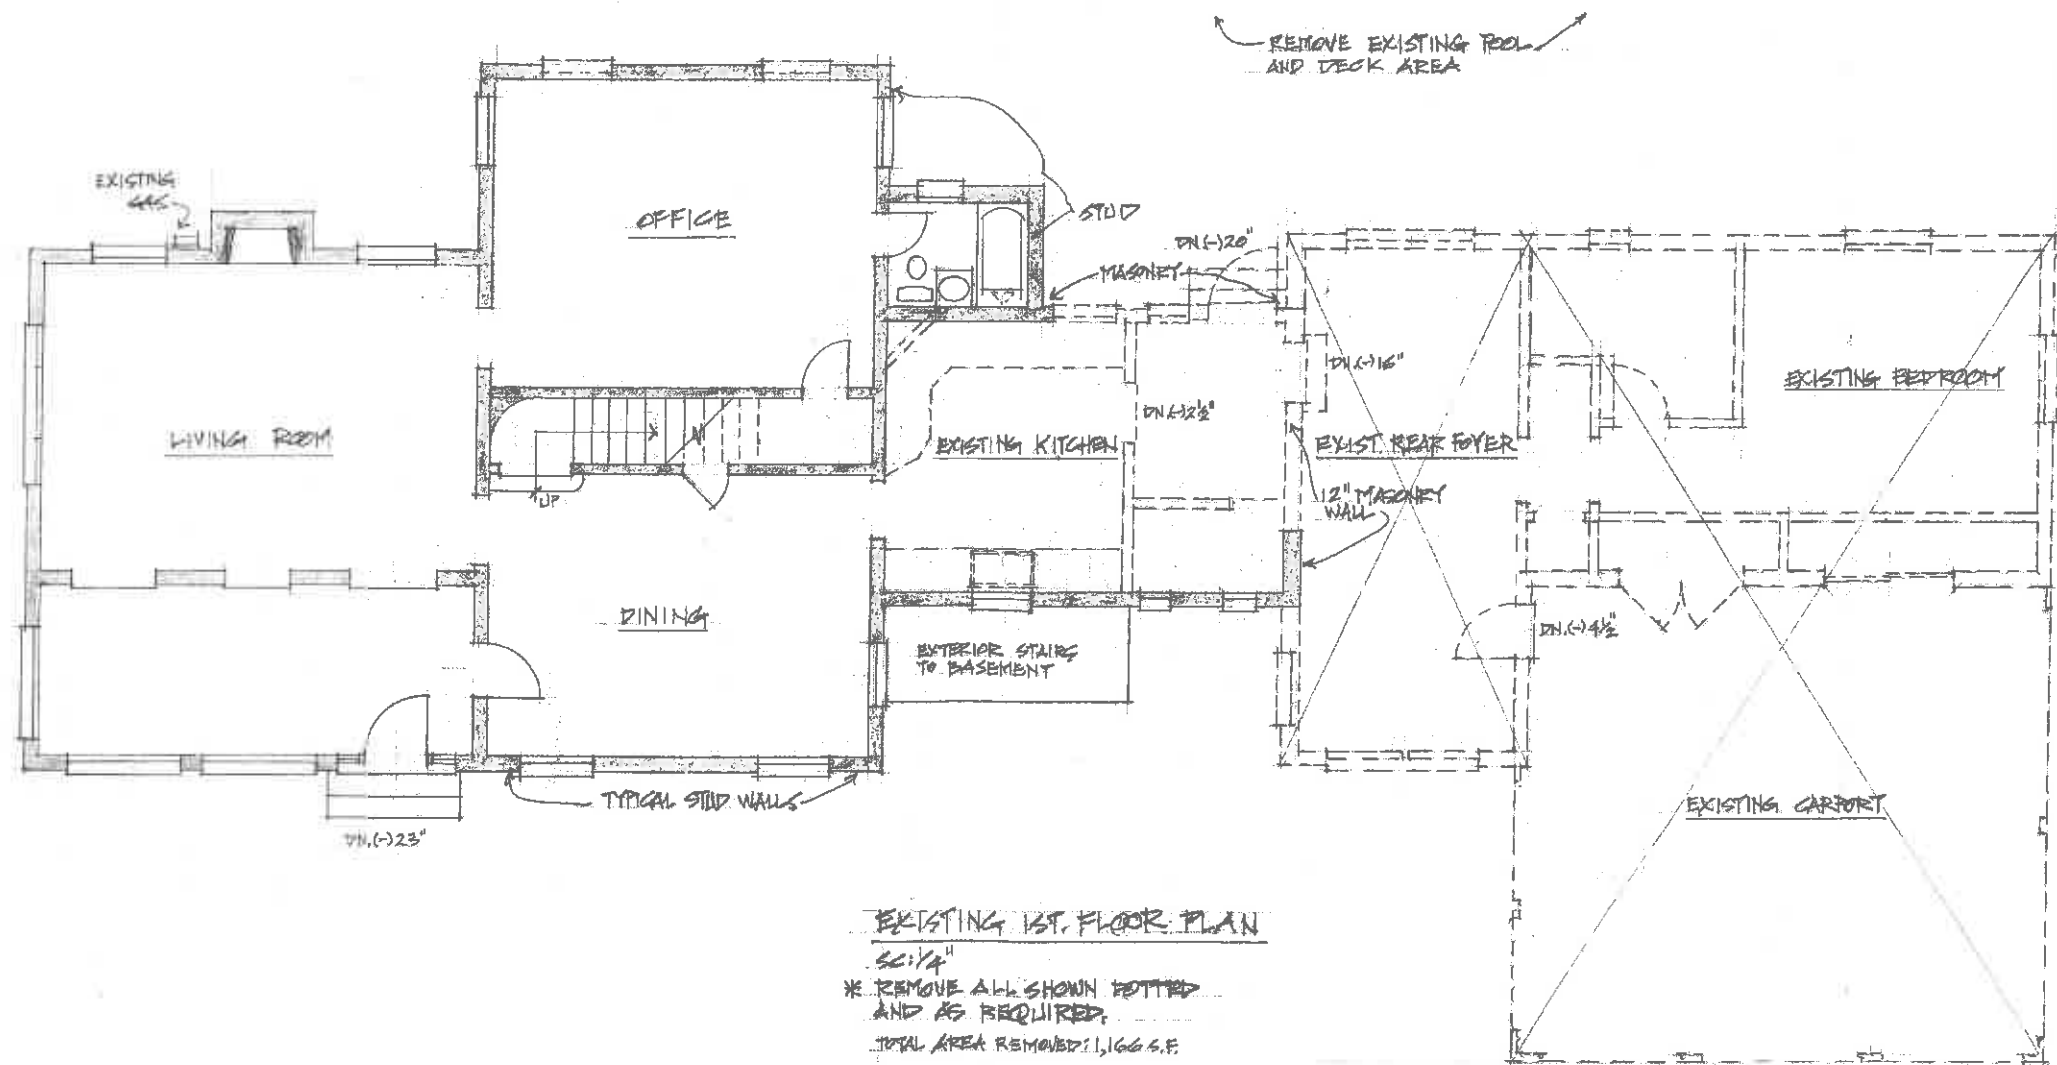 REMOVE EXISTING POOL
AND DECK AREA
EXISTING
GAS
OFFICE
STUD
DN.(-)20"
MASONRY
DN.(-)16"
EXISTING BEDROOM
LIVING ROOM
DN.(-)2½"
EXISTING KITCHEN
EXIST. REAR FOYER
UP
12" MASONRY
WALL
DINING
EXTERIOR STAIRS
TO BASEMENT
DN.(-)4½"
TYPICAL STUD WALLS
EXISTING CARPORT
DN.(-)23"
EXISTING 1ST. FLOOR PLAN
SC:1/4"
* REMOVE ALL SHOWN DOTTED
AND AS REQUIRED.
TOTAL AREA REMOVED: 1,166 S.F.